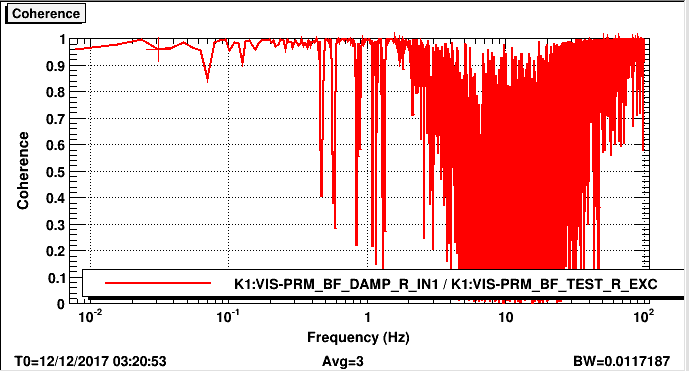 Coherence
1
0.9
0.8
0.7
0.6
0.5
0.4
0.3
0.2
0.1
0
Coherence
K1:VIS-PRM_BF_DAMP_R_IN1 / K1:VIS-PRM_BF_TEST_R_EXC
10^-2 10^-1 1 10 10^2
Frequency (Hz)
T0=12/12/2017 03:20:53 Avg=3 BW=0.0117187